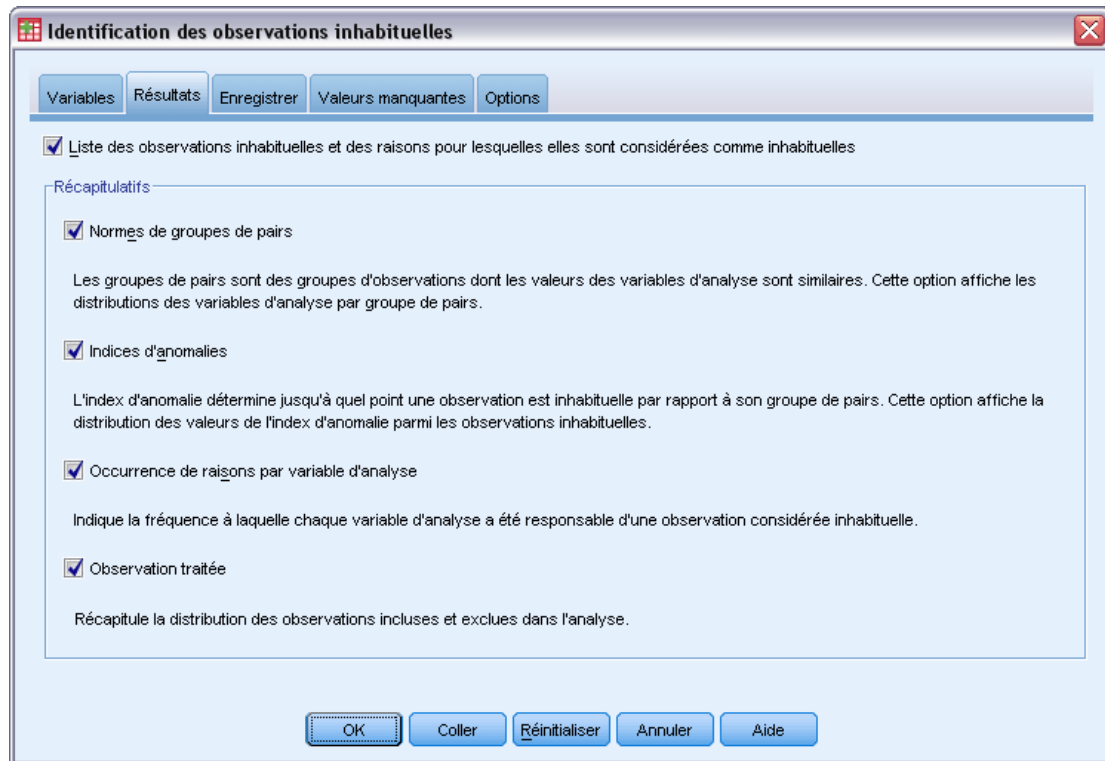 Identification des observations inhabituelles
Variables
Résultats
Enregistrer
Valeurs manquantes
Options
Liste des observations inhabituelles et des raisons pour lesquelles elles sont considérées comme inhabituelles
Récapitulatifs
Normes de groupes de pairs
Les groupes de pairs sont des groupes d'observations dont les valeurs des variables d'analyse sont similaires. Cette option affiche les
distributions des variables d'analyse par groupe de pairs.
Indices d'anomalies
L'index d'anomalie détermine jusqu'à quel point une observation est inhabituelle par rapport à son groupe de pairs. Cette option affiche la
distribution des valeurs de l'index d'anomalie parmi les observations inhabituelles.
Occurrence de raisons par variable d'analyse
Indique la fréquence à laquelle chaque variable d'analyse a été responsable d'une observation considérée inhabituelle.
Observation traitée
Récapitule la distribution des observations incluses et exclues dans l'analyse.
OK
Coller
Réinitialiser
Annuler
Aide